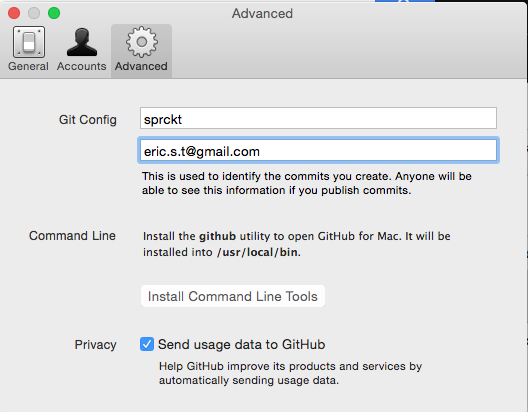 Advanced
General Accounts Advanced
Git Config sprckt
eric.s.t@gmail.com
This is used to identify the commits you create. Anyone will be
able to see this information if you publish commits.
Command Line Install the github utility to open GitHub for Mac. It will be
installed into /usr/local/bin.
Install Command Line Tools
Privacy Send usage data to GitHub
Help GitHub improve its products and services by
automatically sending usage data.